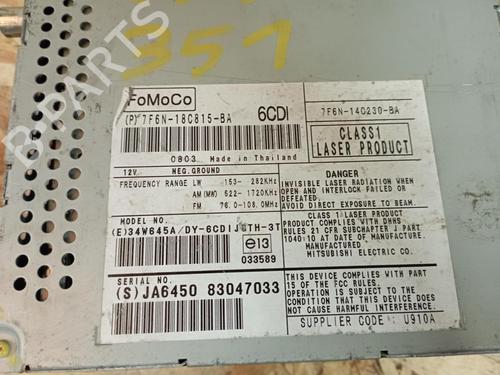 351
B-PARTS
FoMoCo
(P) 7F6N-18C815-BA 6CDI
7F6N-14C230-BA
CLASS1
LASER PRODUCT
0803 Made in Thailand
12V NEG.GROUND
FREQUENCY RANGE LW 153- 282KHz
AM (MW) 522- 1720KHz
FM 76.0-108.0MHz
DANGER
INVISIBLE LASER RADIATION WHEN
OPEN AND INTERLOCK FAILED OR
DEFEATED.
AVOID DIRECT EXPOSURE TO BEAM.
MODEL NO.
(E)34W645A/DY-6CDIJGTH-3T
e13
033589
CLASS 1 LASER PRODUCT
THIS PRODUCT COMPLIES WITH DHHS
RULES 21 CFR SUBCHAPTER J PART
1040:10 AT DATE OF MANUFACTURE
MANUFACTURED
MITSUBISHI ELECTRIC CO.
SERIAL NO.
(S)JA6450 83047033
THIS DEVICE COMPLIES WITH PART
15 OF THE FCC RULES.
OPERATION IS SUBJECT TO THE
CONDITION THAT THIS DEVICE DOES NOT
CAUSE HARMFUL INTERFERENCE.
SUPPLIER CODE U910A